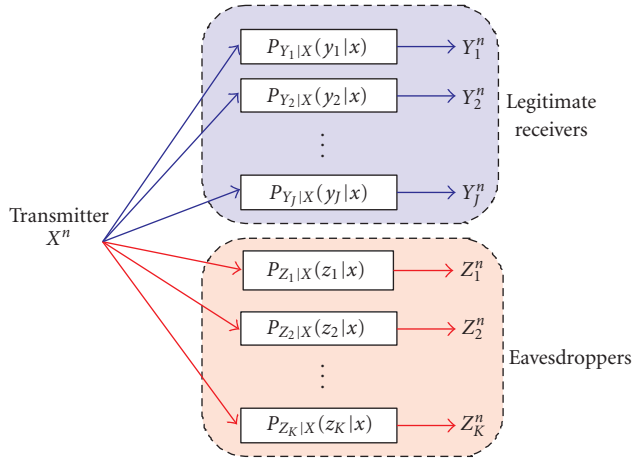 P_{Y_1|X}(y_1|x) Y_1^n
P_{Y_2|X}(y_2|x) Y_2^n
Legitimate
receivers
⋮
P_{Y_J|X}(y_J|x) Y_J^n
Transmitter
X^n
P_{Z_1|X}(z_1|x) Z_1^n
P_{Z_2|X}(z_2|x) Z_2^n
Eavesdroppers
⋮
P_{Z_K|X}(z_K|x) Z_K^n